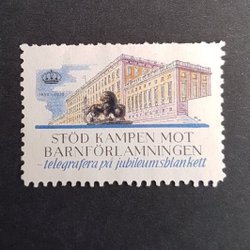 STÖD KAMPEN MOT
BARNFÖRLAMNINGEN
- telegrafera på jubileumsblankett